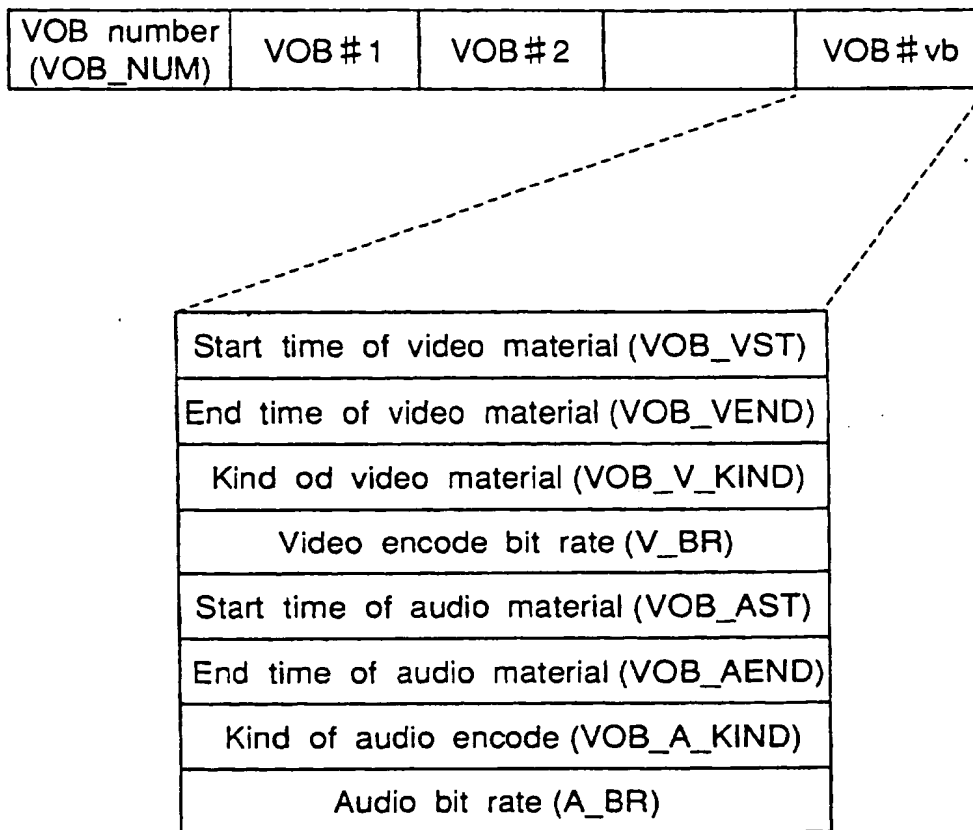 VOB number
(VOB_NUM)
VOB#1
VOB#2
VOB#vb
Start time of video material (VOB_VST)
End time of video material (VOB_VEND)
Kind od video material (VOB_V_KIND)
Video encode bit rate (V_BR)
Start time of audio material (VOB_AST)
End time of audio material (VOB_AEND)
Kind of audio encode (VOB_A_KIND)
Audio bit rate (A_BR)